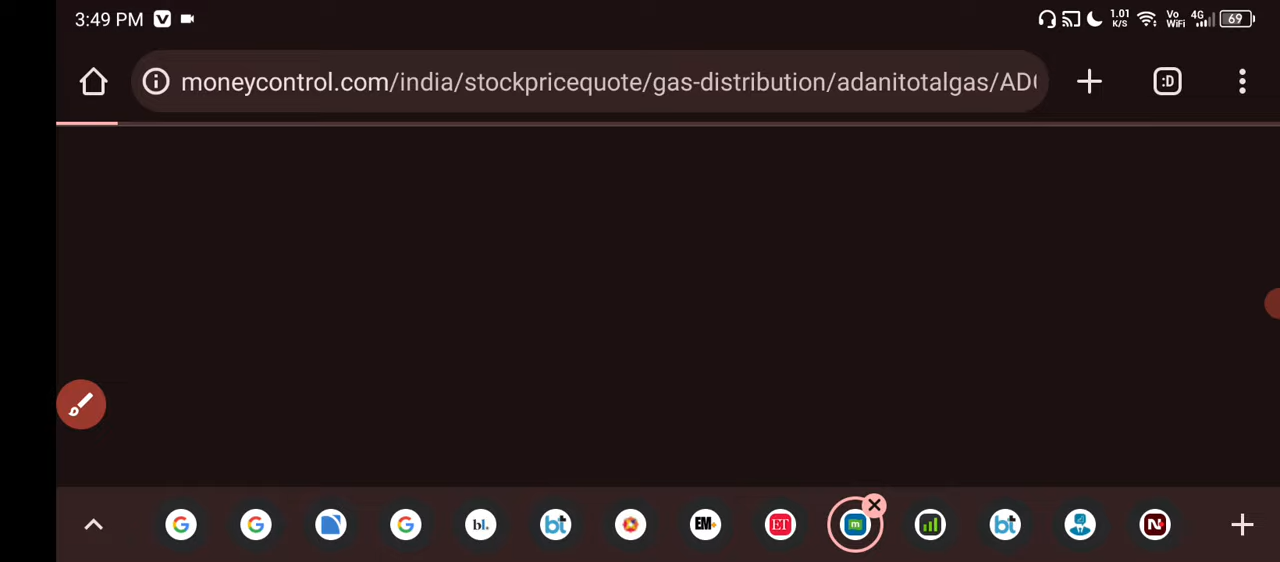 3:49 PM V 1.01 K/S Vo WiFi 4G 69
moneycontrol.com/india/stockpricequote/gas-distribution/adanitotalgas/AD :D
G G G bl. bt EM ET m bt N